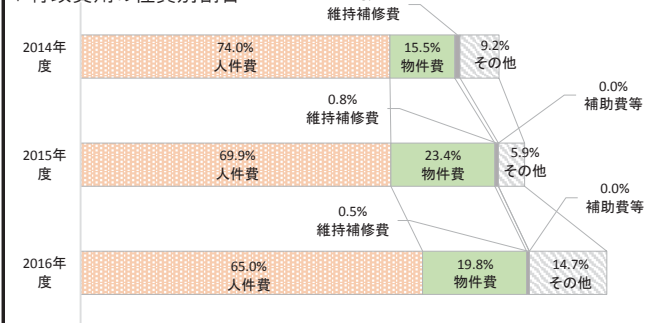 維持補修費
2014年
度
74.0%
人件費
15.5%
物件費
9.2%
その他
0.8%
維持補修費
0.0%
補助費等
2015年
度
69.9%
人件費
23.4%
物件費
5.9%
その他
0.5%
維持補修費
0.0%
補助費等
2016年
度
65.0%
人件費
19.8%
物件費
14.7%
その他